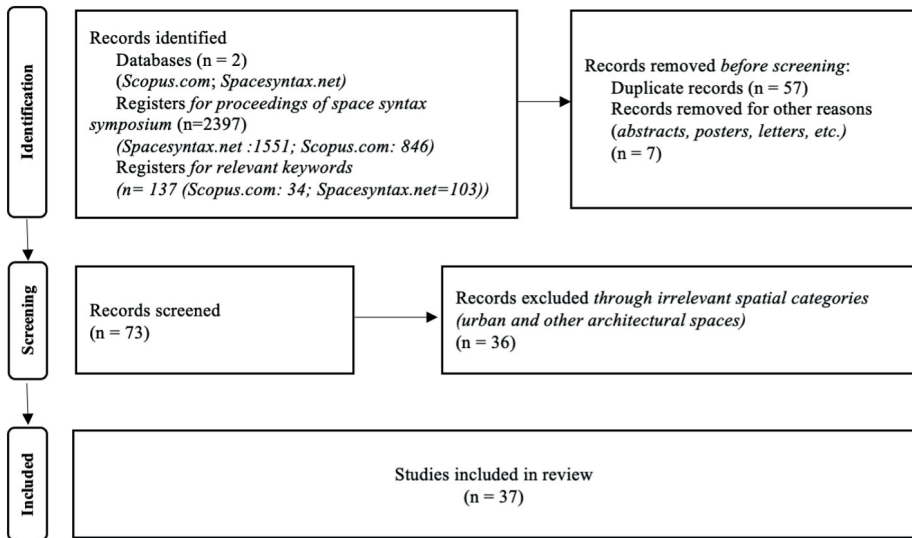 Identification
Records identified
Databases (n = 2)
(Scopus.com; Spacesyntax.net)
Registers for proceedings of space syntax
symposium (n=2397)
(Spacesyntax.net :1551; Scopus.com: 846)
Registers for relevant keywords
(n= 137 (Scopus.com: 34; Spacesyntax.net=103))
Records removed before screening:
Duplicate records (n = 57)
Records removed for other reasons
(abstracts, posters, letters, etc.)
(n = 7)
Screening
Records screened
(n = 73)
Records excluded through irrelevant spatial categories
(urban and other architectural spaces)
(n = 36)
Included
Studies included in review
(n = 37)